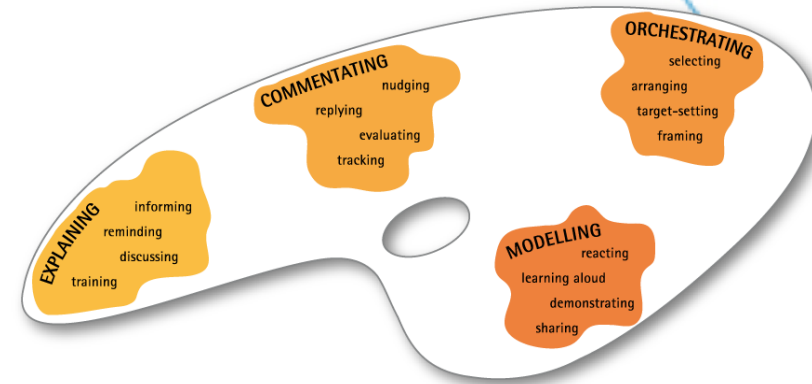 EXPLAINING
informing
reminding
discussing
training
COMMENTATING
nudging
replying
evaluating
tracking
ORCHESTRATING
selecting
arranging
target-setting
framing
MODELLING
reacting
learning aloud
demonstrating
sharing